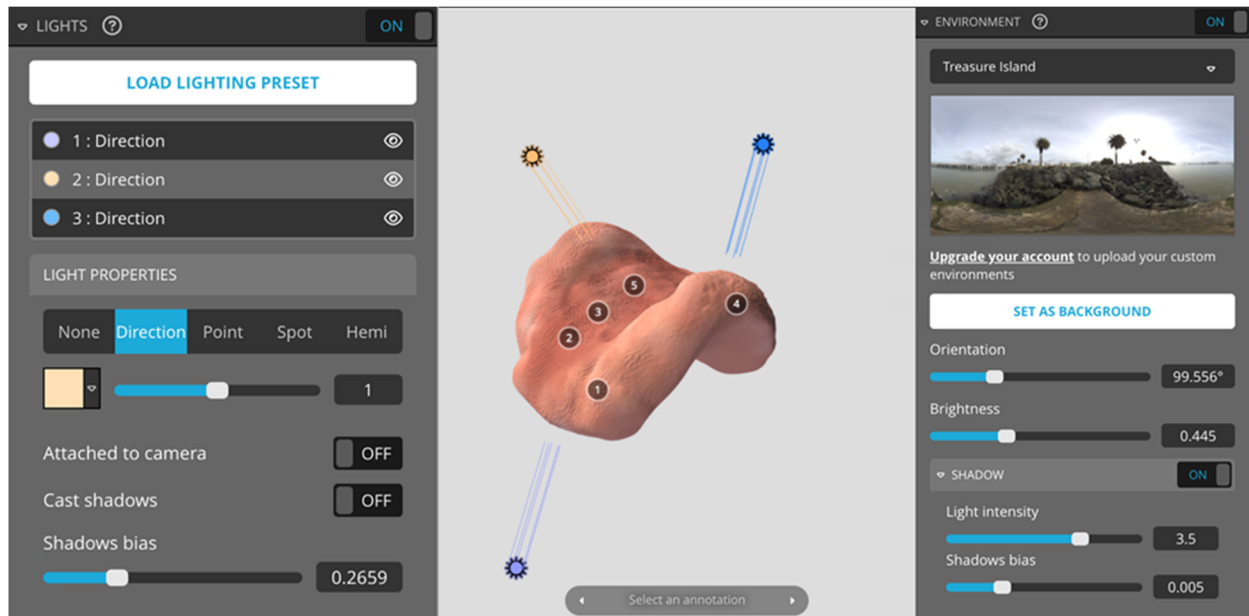 LIGHTS ?
ON
LOAD LIGHTING PRESET
1 : Direction
2 : Direction
3 : Direction
LIGHT PROPERTIES
None Direction Point Spot Hemi
1
Attached to camera OFF
Cast shadows OFF
Shadows bias
0.2659
5
3
4
2
1
Select an annotation
ENVIRONMENT ?
ON
Treasure Island
Upgrade your account to upload your custom
environments
SET AS BACKGROUND
Orientation
99.556°
Brightness
0.445
SHADOW ON
Light intensity
3.5
Shadows bias
0.005